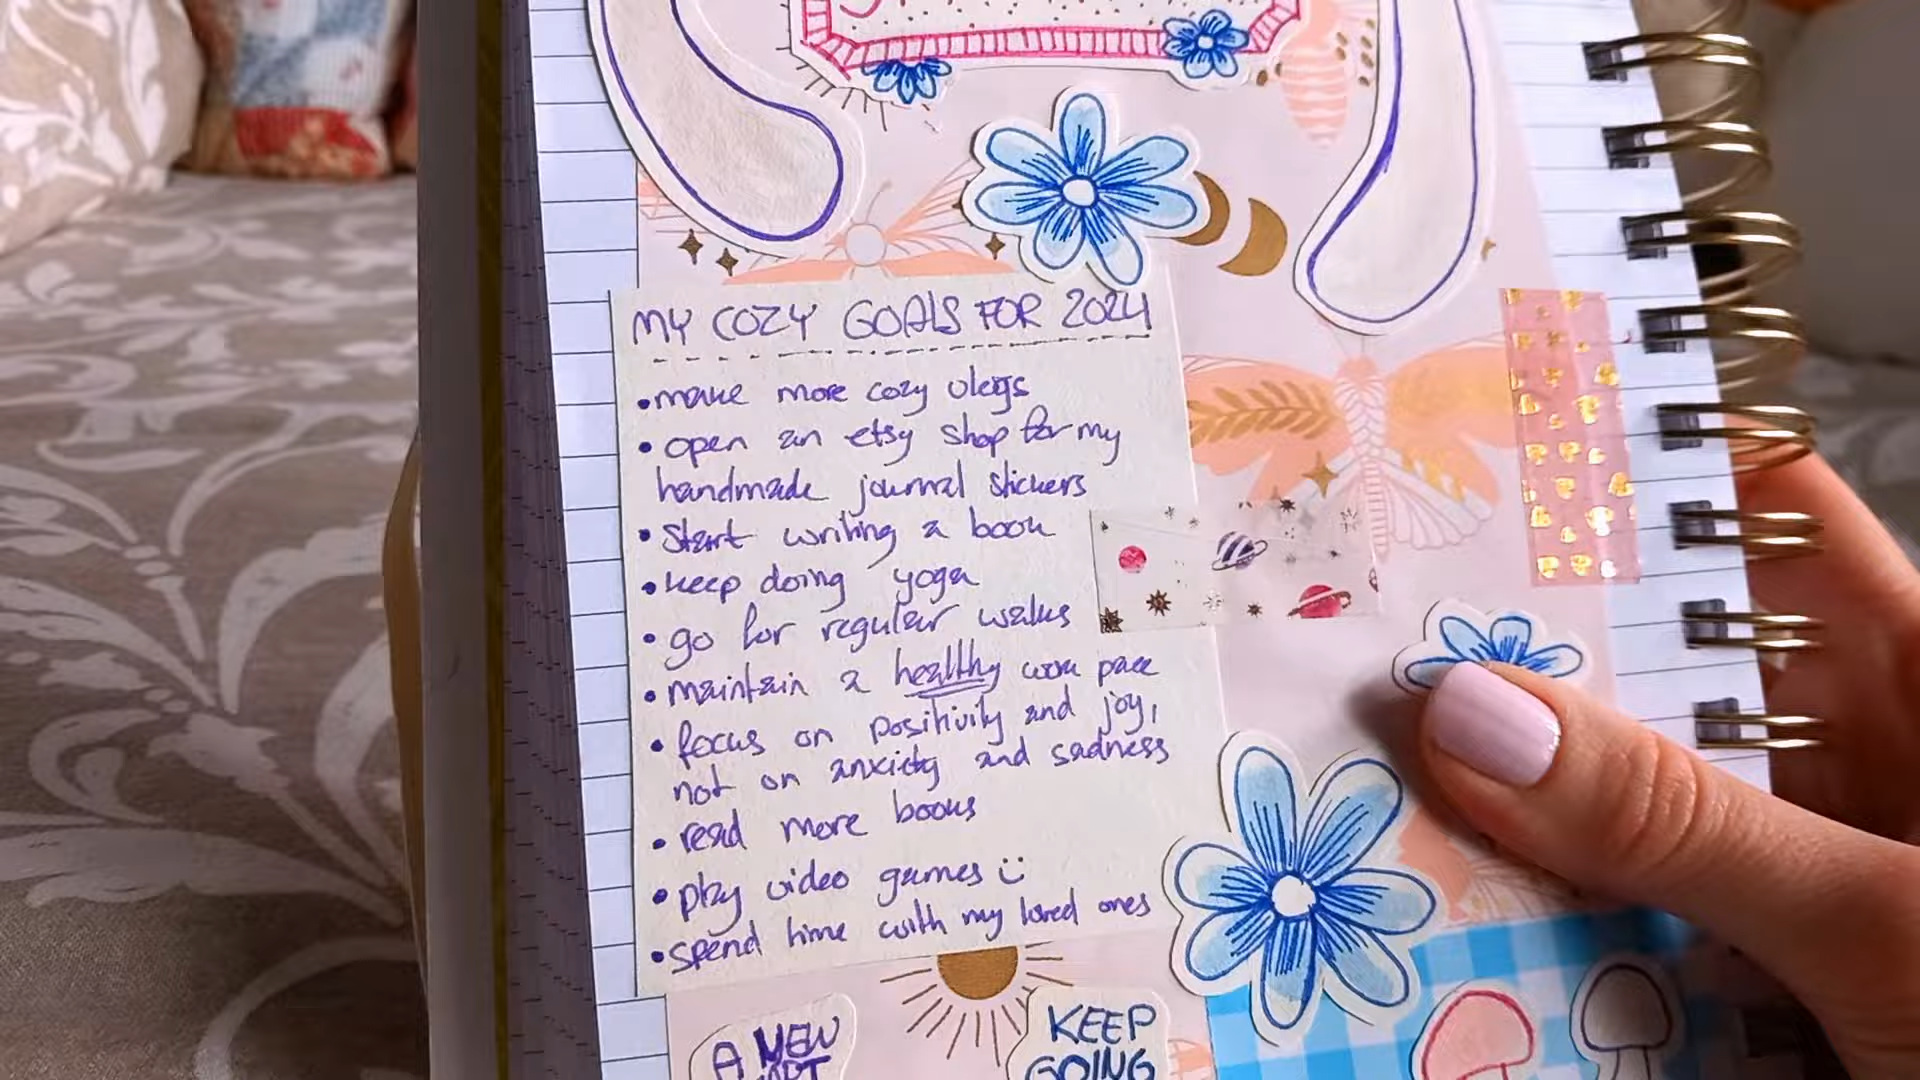 MY COZY GOALS FOR 2024
• make more cozy vlogs
• open an etsy shop for my
handmade journal stickers
• start writing a book
• keep doing yoga
• go for regular walks
• maintain a healthy work pace
• focus on positivity and joy,
not on anxiety and sadness
• read more books
• play video games :)
• spend time with my loved ones
A NEW
KEEP
GOING